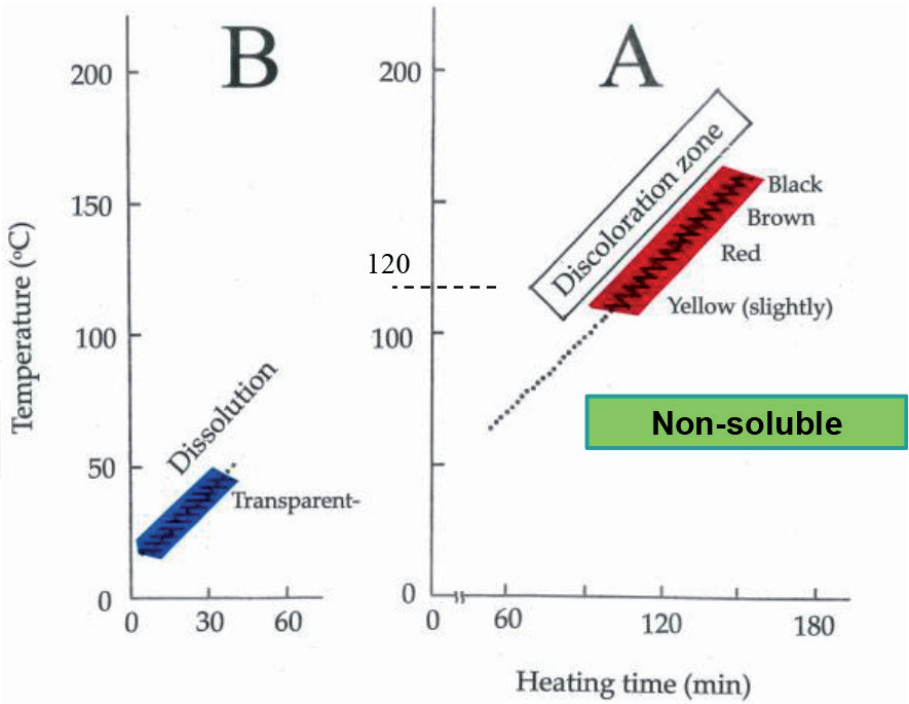 B
A
200
150
100
50
0
0
30
60
Temperature (ºC)
Dissolution
Transparent-
200
120
100
0
0
60
120
180
Discoloration zone
Black
Brown
Red
Yellow (slightly)
Non-soluble
Heating time (min)